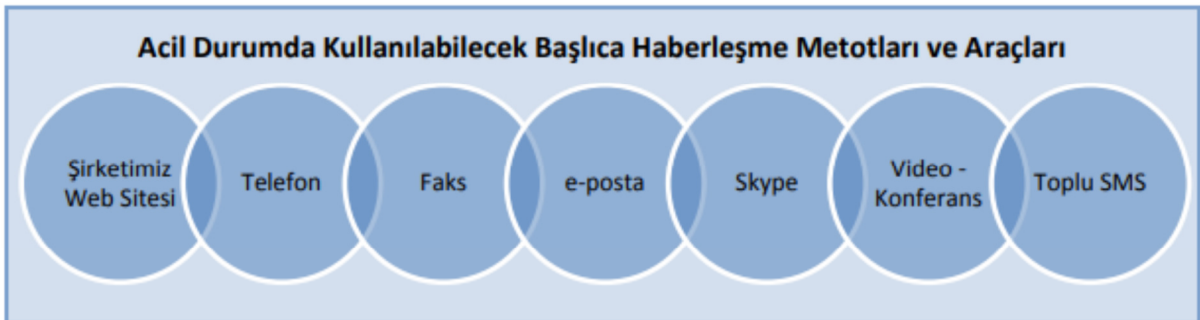 Acil Durumda Kullanılabilecek Başlıca Haberleşme Metotları ve Araçları
Şirketimiz
Web Sitesi
Telefon
Faks
e-posta
Skype
Video -
Konferans
Toplu SMS